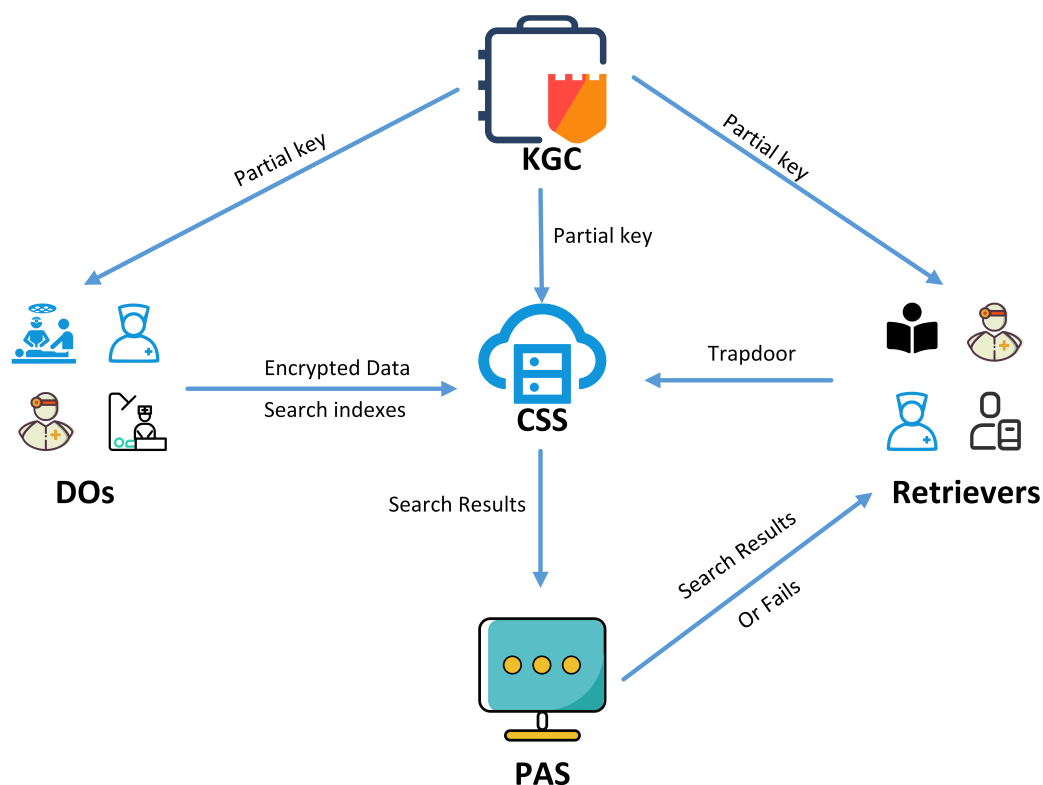 KGC
Partial key
Partial key
Partial key
Encrypted Data
Search indexes
Trapdoor
CSS
DOs
Retrievers
Search Results
Search Results
Or Fails
PAS